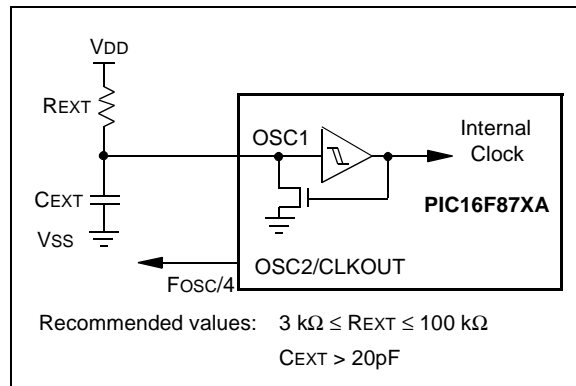 VDD
REXT
OSC1
Internal
Clock
CEXT
PIC16F87XA
VSS
OSC2/CLKOUT
FOSC/4
Recommended values: 3 kΩ ≤ REXT ≤ 100 kΩ
CEXT > 20pF